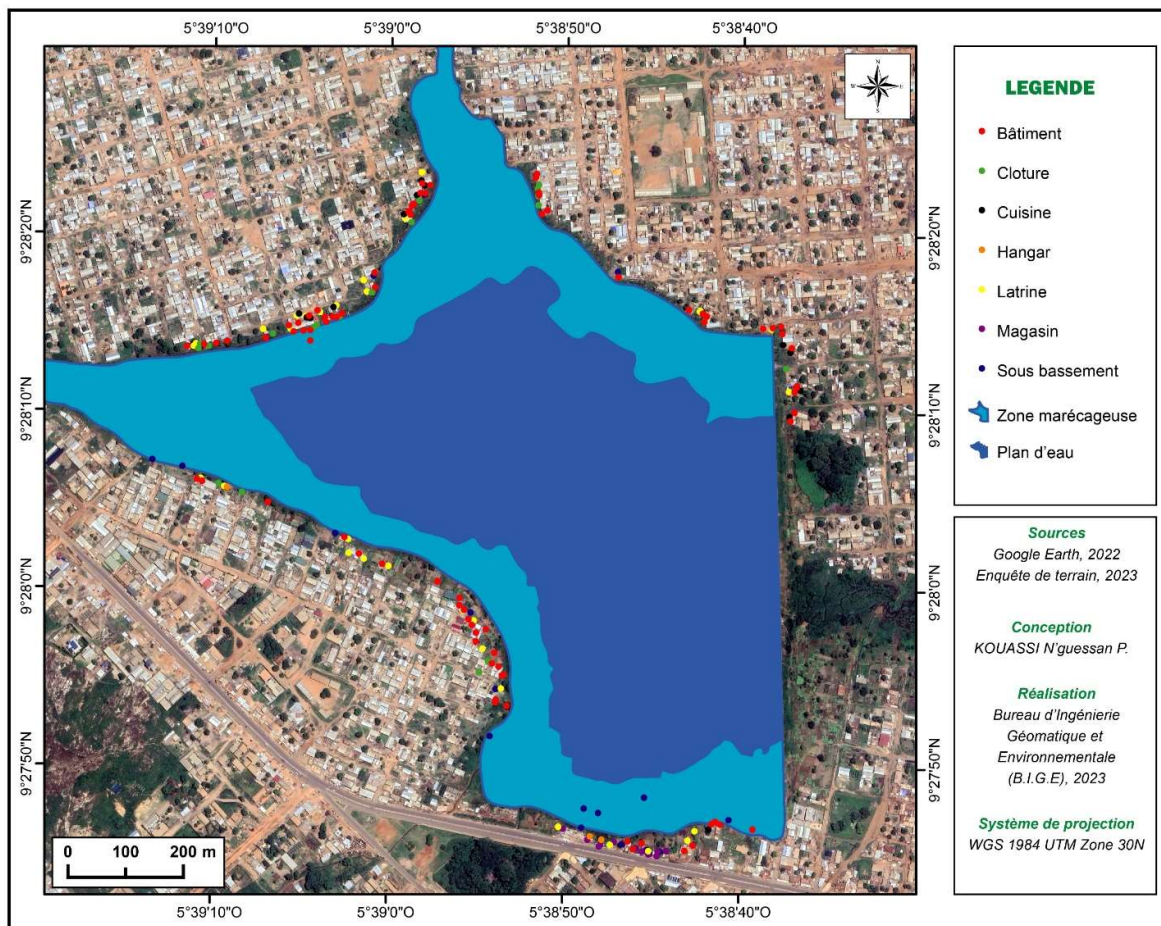 5°39'10"O 5°39'0"O 5°38'50"O 5°38'40"O
N
W E
S
9°28'20"N 9°28'20"N
9°28'10"N 9°28'10"N
9°28'0"N 9°28'0"N
9°27'50"N 9°27'50"N
0 100 200 m
5°39'10"O 5°39'0"O 5°38'50"O 5°38'40"O
LEGENDE
Bâtiment
Cloture
Cuisine
Hangar
Latrine
Magasin
Sous bassement
Zone marécageuse
Plan d'eau
Sources
Google Earth, 2022
Enquête de terrain, 2023
Conception
KOUASSI N'guessan P.
Réalisation
Bureau d'Ingénierie
Géomatique et
Environnementale
(B.I.G.E), 2023
Système de projection
WGS 1984 UTM Zone 30N